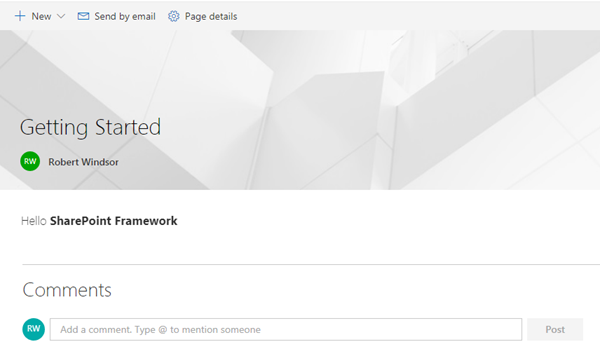 New Send by email Page details
Getting Started
RW Robert Windsor
Hello SharePoint Framework
Comments
RW Add a comment. Type @ to mention someone Post